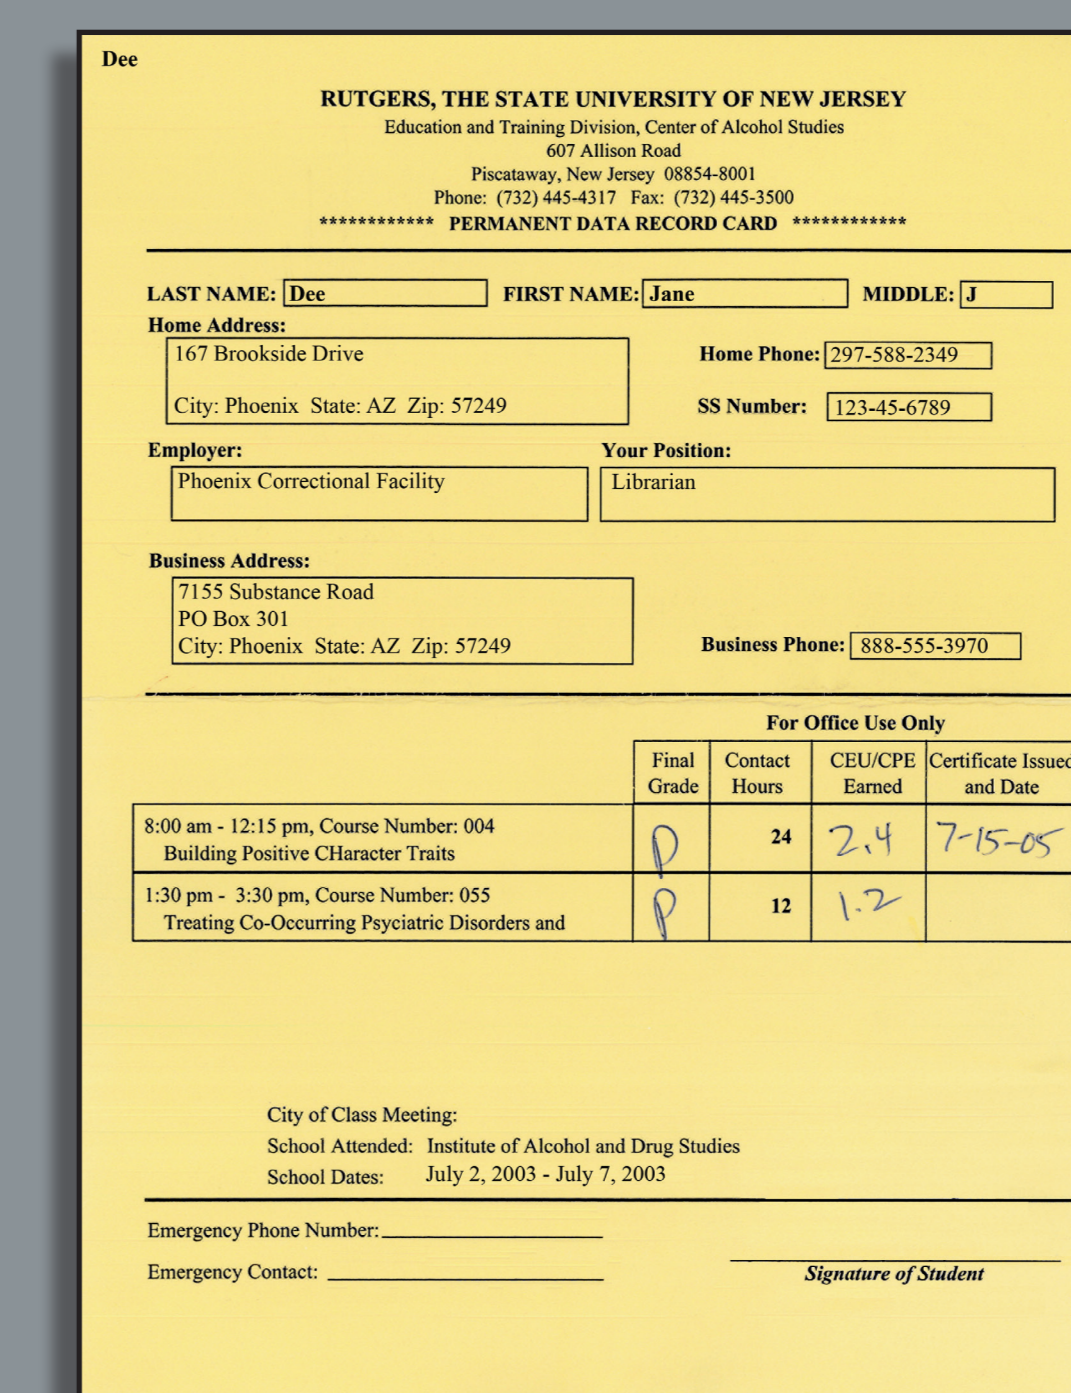 Dee
RUTGERS, THE STATE UNIVERSITY OF NEW JERSEY
Education and Training Division, Center of Alcohol Studies
607 Allison Road
Piscataway, New Jersey 08854-8001
Phone: (732) 445-4317 Fax: (732) 445-3500
************ PERMANENT DATA RECORD CARD ************
LAST NAME: Dee FIRST NAME: Jane MIDDLE: J
Home Address:
167 Brookside Drive Home Phone: 297-588-2349
City: Phoenix State: AZ Zip: 57249 SS Number: 123-45-6789
Employer: Your Position:
Phoenix Correctional Facility Librarian
Business Address:
7155 Substance Road
PO Box 301
City: Phoenix State: AZ Zip: 57249 Business Phone: 888-555-3970
For Office Use Only
Final Contact CEU/CPE Certificate Issued
Grade Hours Earned and Date
8:00 am - 12:15 pm, Course Number: 004
Building Positive CHaracter Traits P 24 2.4 7-15-05
1:30 pm - 3:30 pm, Course Number: 055
Treating Co-Occurring Psyciatric Disorders and P 12 1.2
City of Class Meeting:
School Attended: Institute of Alcohol and Drug Studies
School Dates: July 2, 2003 - July 7, 2003
Emergency Phone Number:
Emergency Contact:
Signature of Student